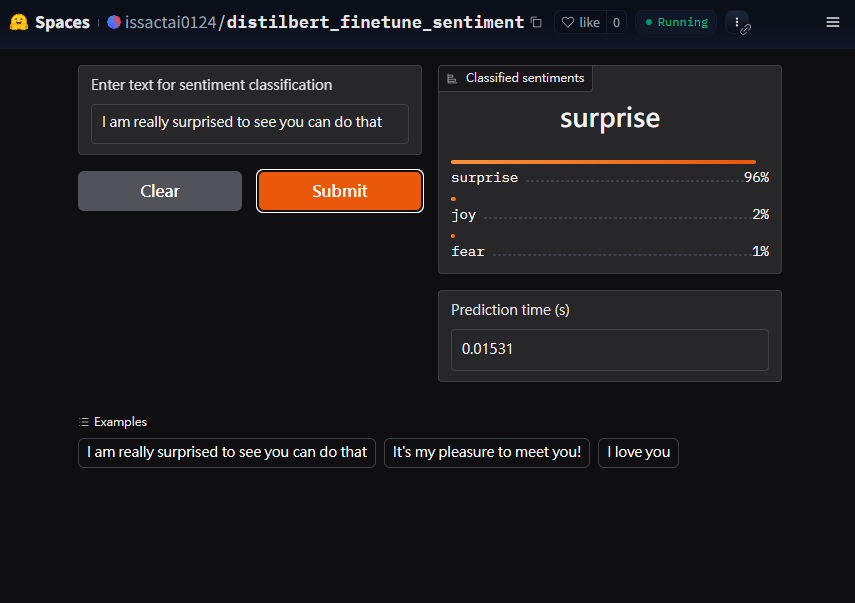 Spaces issactai0124/distilbert_finetune_sentiment like 0 Running
Enter text for sentiment classification
I am really surprised to see you can do that
Clear Submit
Classified sentiments
surprise
surprise 96%
joy 2%
fear 1%
Prediction time (s)
0.01531
Examples
I am really surprised to see you can do that It's my pleasure to meet you! I love you